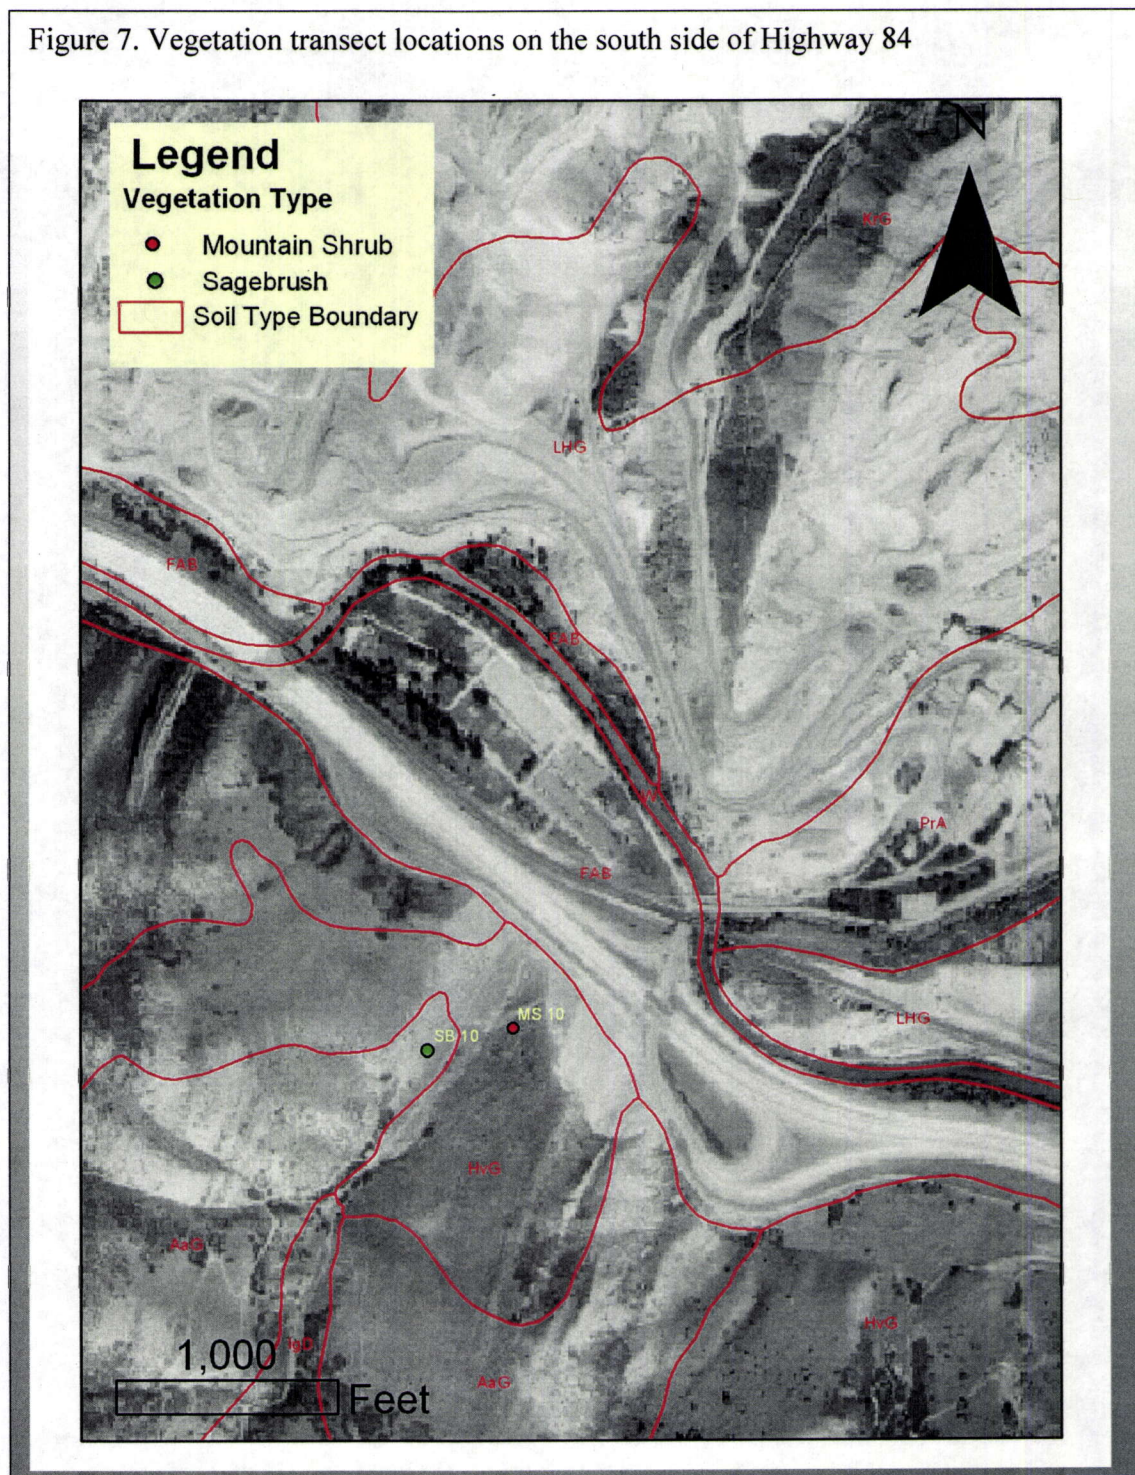 Figure 7. Vegetation transect locations on the south side of Highway 84
Legend
Vegetation Type
Mountain Shrub
Sagebrush
Soil Type Boundary
N
KrG
LHG
FAB
FAB
W
PrA
FAB
MS 10
LHG
SB 10
HvG
AaG
HvG
IgD
1,000
AaG
Feet